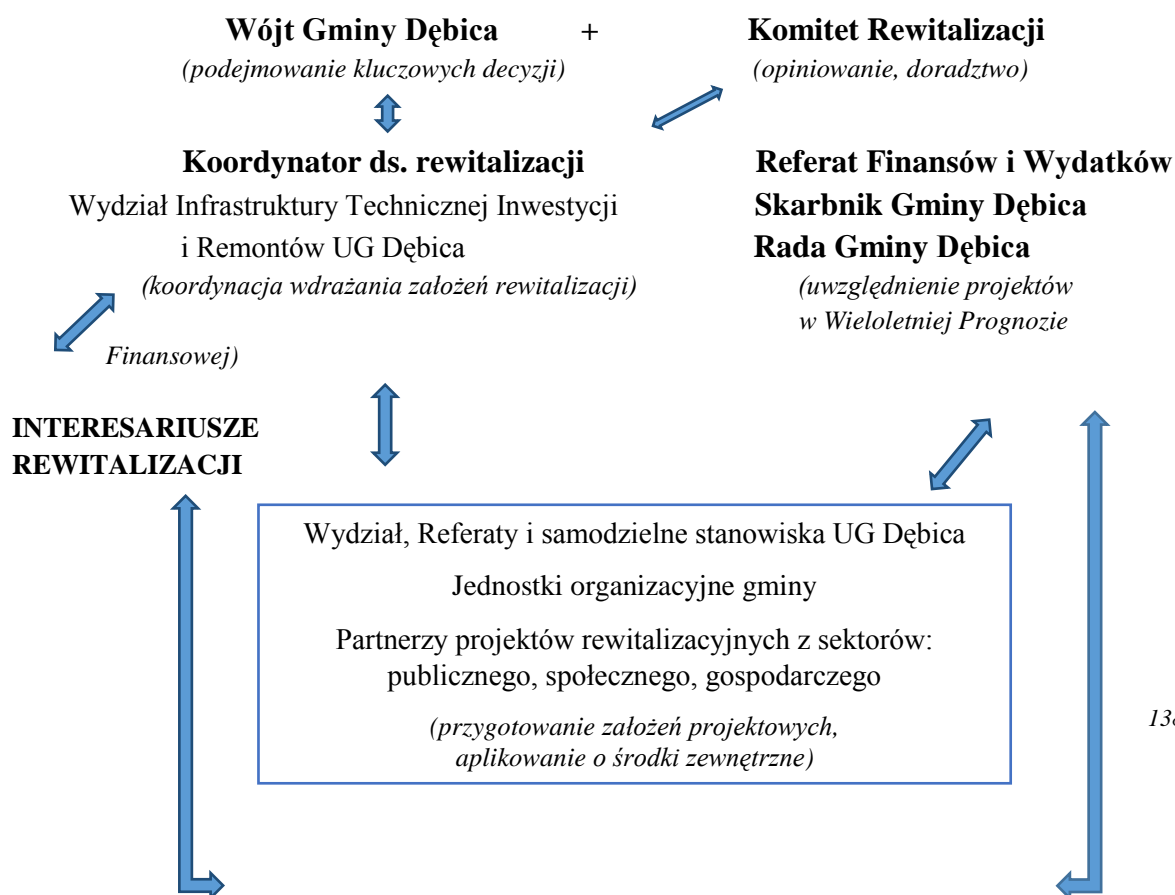 Wójt Gminy Dębica + Komitet Rewitalizacji
(podejmowanie kluczowych decyzji) (opiniowanie, doradztwo)
Koordynator ds. rewitalizacji Referat Finansów i Wydatków
Wydział Infrastruktury Technicznej Inwestycji Skarbnik Gminy Dębica
i Remontów UG Dębica Rada Gminy Dębica
(koordynacja wdrażania założeń rewitalizacji) (uwzględnienie projektów
w Wieloletniej Prognozie
Finansowej)
INTERESARIUSZE
REWITALIZACJI
Wydział, Referaty i samodzielne stanowiska UG Dębica
Jednostki organizacyjne gminy
Partnerzy projektów rewitalizacyjnych z sektorów:
publicznego, społecznego, gospodarczego
(przygotowanie założeń projektowych,
aplikowanie o środki zewnętrzne)